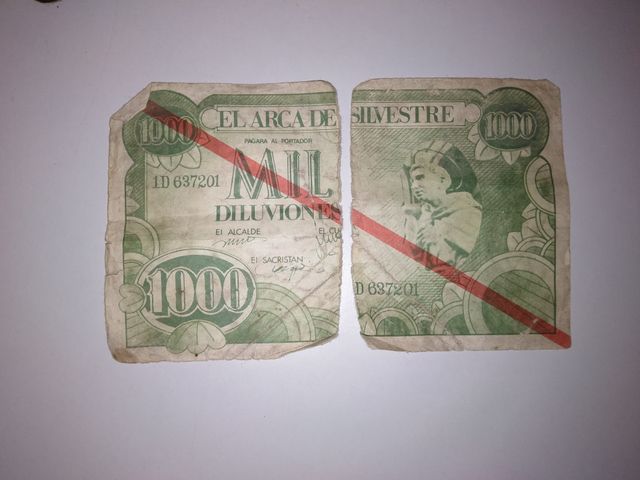 1000 EL ARCA DE SILVESTRE 1000
PAGARA AL PORTADOR
1D 637201 MIL
DILUVIONES
El ALCALDE EL
El SACRISTAN
1000 D 637201